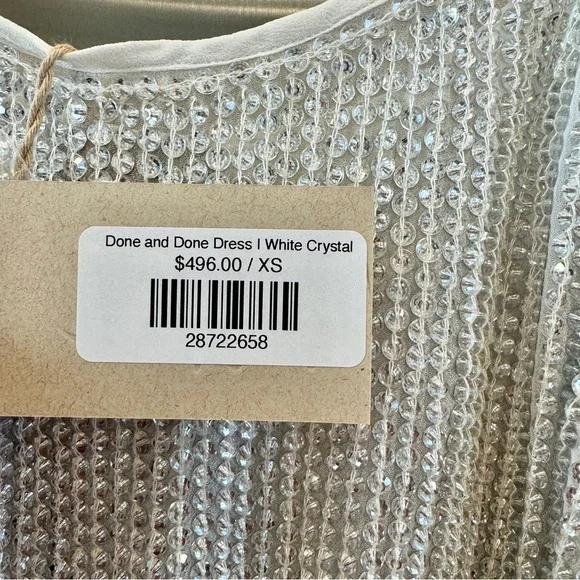 Done and Done Dress | White Crystal
$496.00 / XS
28722658